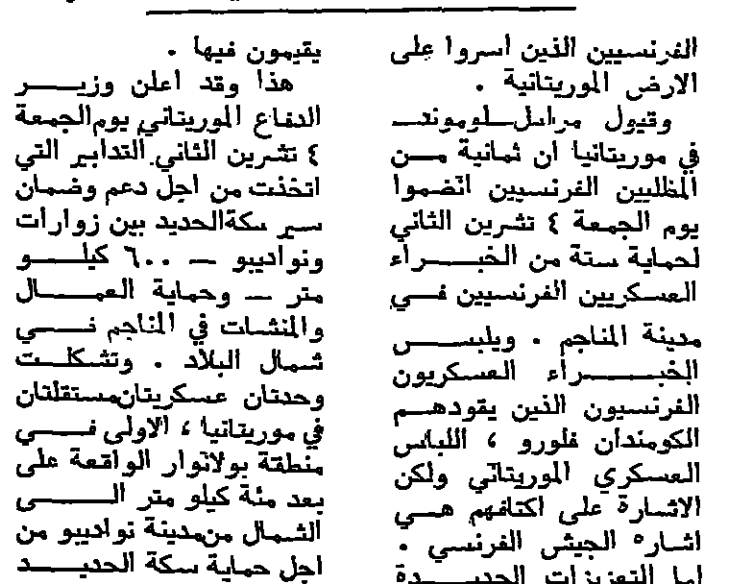 الفرنسيين الذين اسروا على
الارض الموريتانية .
وقيول مراسل لوموند
في موريتانيا ان ثمانية من
المظليين الفرنسيين انضموا
يوم الجمعة ٤ تشرين الثاني
لحماية ستة من الخبراء
العسكريين الفرنسيين في
مدينة المناجم . ويلبس
الخبراء العسكريون
الفرنسيون الذين يقودهم
الكومندان فلورو ، اللباس
العسكري الموريتاني ولكن
الاشارة على اكتافهم هي
اشاره الجيش الفرنسي .
اما التعزيزات الجديدة
يقيمون فيها .
هذا وقد اعلن وزير
الدفاع الموريتاني يوم الجمعة
٤ تشرين الثاني التدابير التي
اتخذت من اجل دعم وضمان
سير سكة الحديد بين زوارات
ونواديبو — ٦٠٠ كيلو
متر — وحماية العمال
والمنشات في المناجم في
شمال البلاد . وتشكلت
وحدتان عسكريتان مستقلتان
في موريتانيا ، الاولى في
منطقة بولانوار الواقعة على
بعد مئة كيلو متر الى
الشمال من مدينة نواديبو من
اجل حماية سكة الحديد